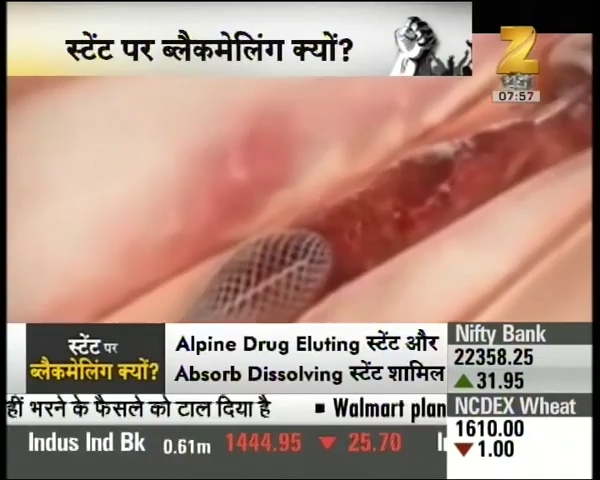 स्टेंट पर ब्लैकमेलिंग क्यों?
Z
07:57
स्टेंट पर
ब्लैकमेलिंग क्यों?
Alpine Drug Eluting स्टेंट और
Absorb Dissolving स्टेंट शामिल
Nifty Bank
22358.25
▲ 31.95
हीं भरने के फैसले को टाल दिया है ▪ Walmart plan
NCDEX Wheat
1610.00
▼ 1.00
Indus Ind Bk 0.61m 1444.95 ▼ 25.70